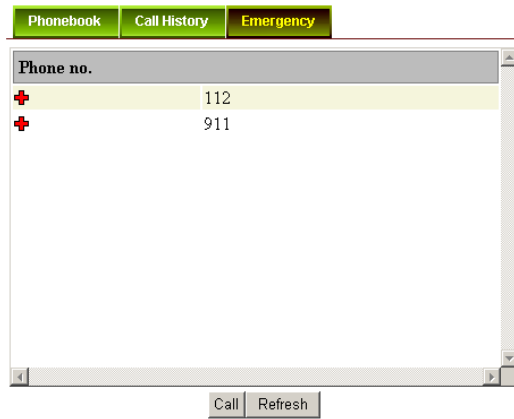 Phonebook Call History Emergency
Phone no.
112
911
Call Refresh